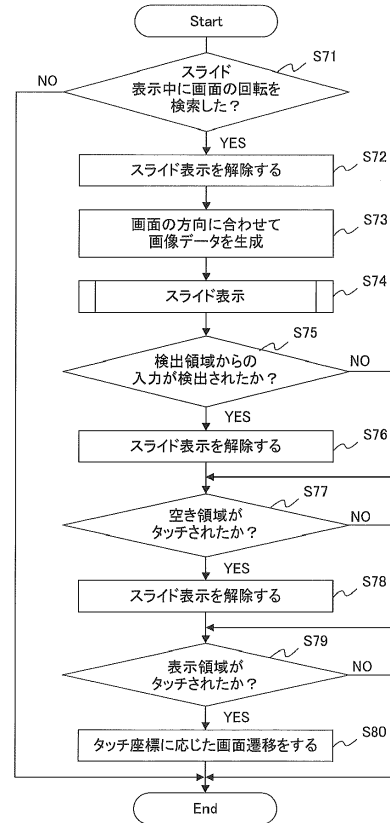 Start
S71
スライド
表示中に画面の回転を
検索した？
NO
YES
スライド表示を解除する
S72
画面の方向に合わせて
画像データを生成
S73
スライド表示
S74
S75
検出領域からの
入力が検出されたか？
NO
YES
スライド表示を解除する
S76
S77
空き領域が
タッチされたか？
NO
YES
スライド表示を解除する
S78
S79
表示領域が
タッチされたか？
NO
YES
タッチ座標に応じた画面遷移をする
S80
End